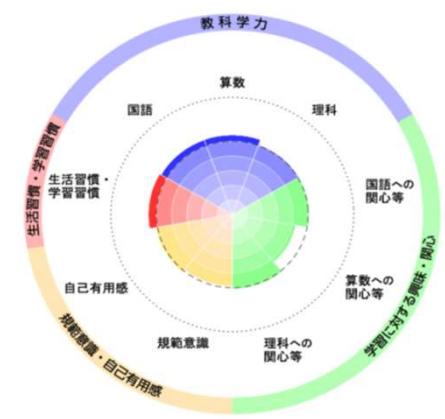 教科学力
算数
国語
理科
生活習慣・学習習慣
生活習慣・
学習習慣
国語への
関心等
自己有用感
算数への
関心等
学習に対する興味・関心
規範意識
理科への
関心等
規範意識・自己有用感